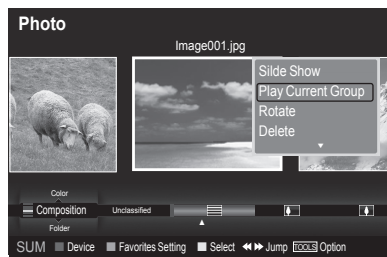 Photo
Image001.jpg
Silde Show
Play Current Group
Rotate
Delete
Color
Composition Unclassified
Folder
SUM Device Favorites Setting Select Jump TOOLS Option